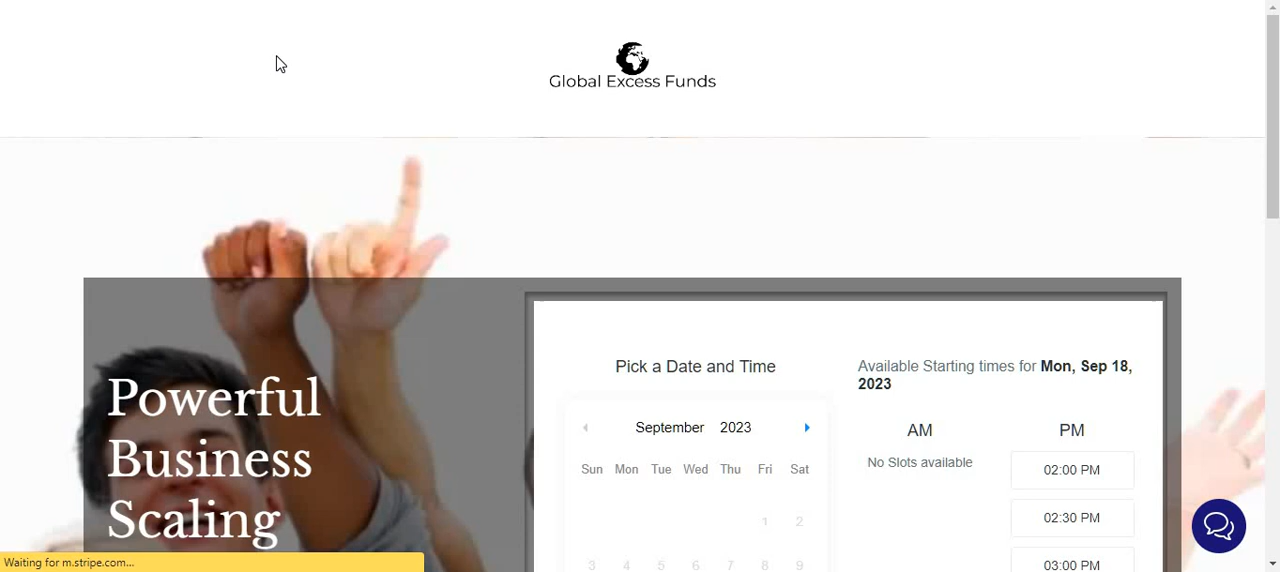 Global Excess Funds
Powerful
Business
Scaling
Pick a Date and Time
September 2023
Sun Mon Tue Wed Thu Fri Sat
1 2
3 4 5 6 7 8 9
Available Starting times for Mon, Sep 18,
2023
AM PM
No Slots available
02:00 PM
02:30 PM
03:00 PM
Waiting for m.stripe.com...